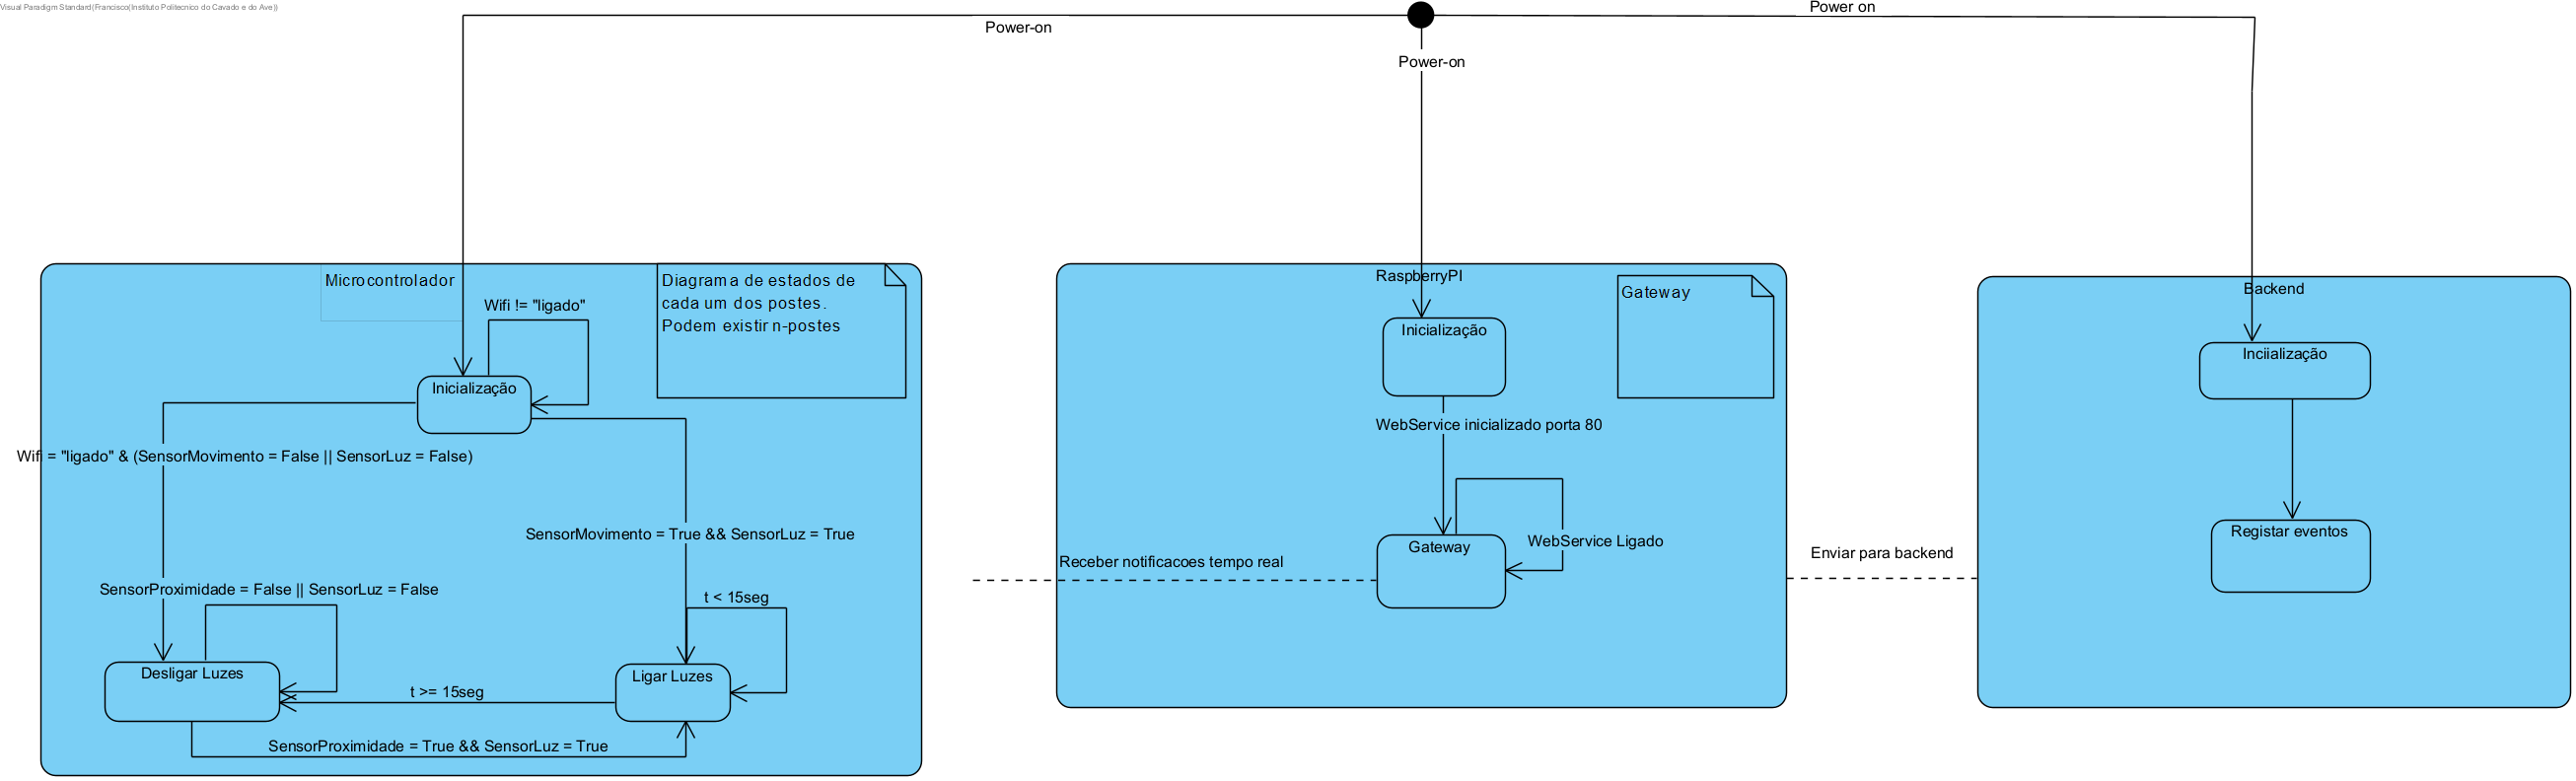 Visual Paradigm Standard(Francisco(Instituto Politecnico do Cavado e do Ave))
Power-on
Power-on
Power on
Microcontrolador
Wifi != "ligado"
Diagrama de estados de
cada um dos postes.
Podem existir n-postes
Inicialização
Wifi = "ligado" & (SensorMovimento = False || SensorLuz = False)
SensorMovimento = True && SensorLuz = True
SensorProximidade = False || SensorLuz = False
t < 15seg
Desligar Luzes
Ligar Luzes
t >= 15seg
SensorProximidade = True && SensorLuz = True
RaspberryPI
Gateway
Inicialização
WebService inicializado porta 80
Gateway
WebService Ligado
Receber notificacoes tempo real
Enviar para backend
Backend
Inciialização
Registar eventos